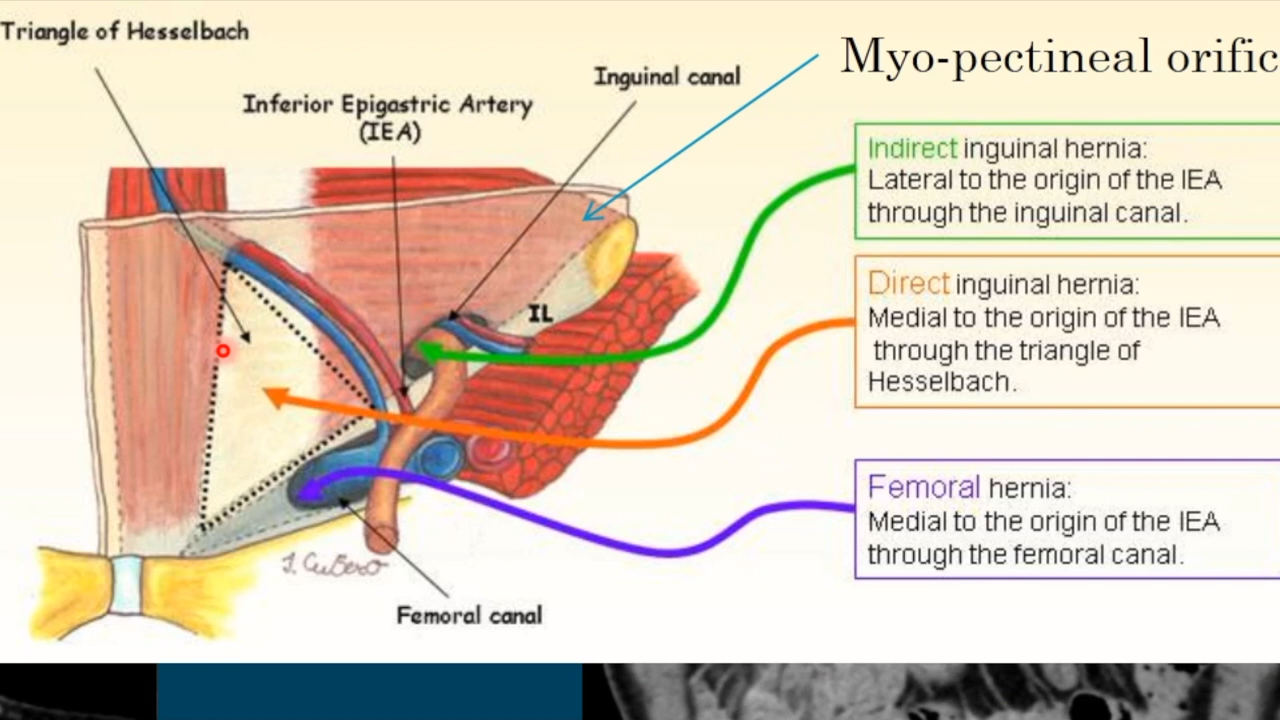 Triangle of Hesselbach
Inferior Epigastric Artery
(IEA)
Inguinal canal
Myo-pectineal orific
Indirect inguinal hernia:
Lateral to the origin of the IEA
through the inguinal canal.
Direct inguinal hernia:
Medial to the origin of the IEA
through the triangle of
Hesselbach.
IL
Femoral hernia:
Medial to the origin of the IEA
through the femoral canal.
J. CuBero
Femoral canal